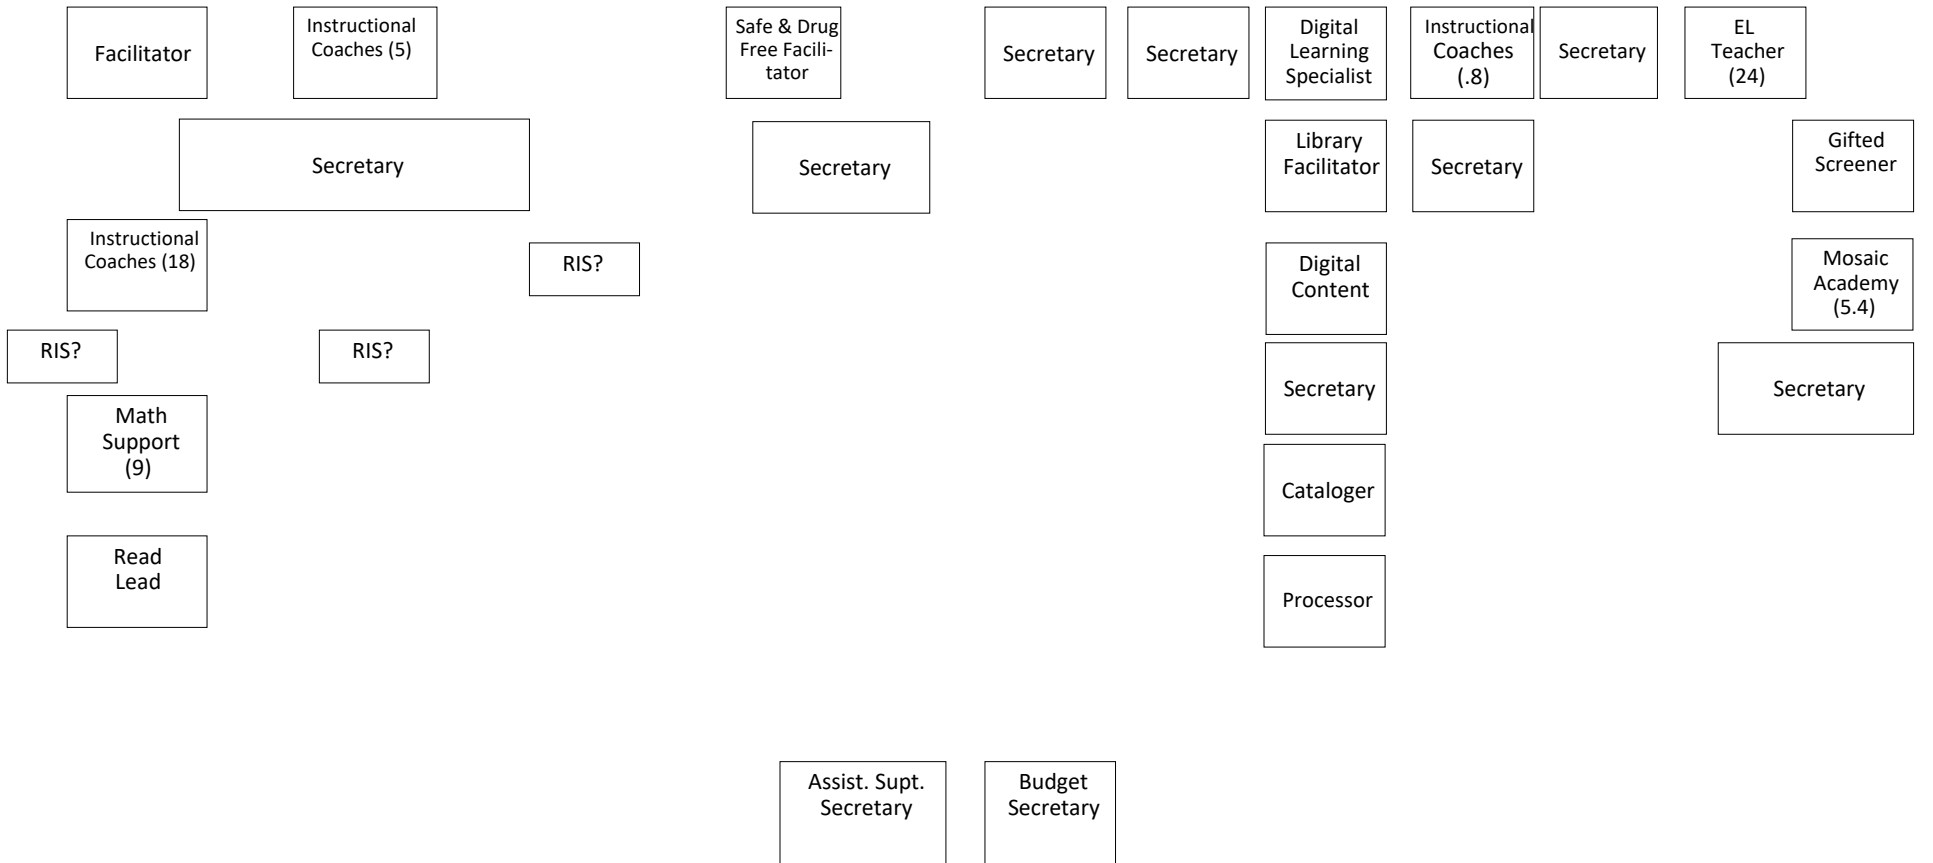 Facilitator
Instructional
Coaches (5)
Safe & Drug
Free Facili-
tator
Secretary
Secretary
Digital
Learning
Specialist
Instructional
Coaches
(.8)
Secretary
EL
Teacher
(24)
Secretary
Secretary
Library
Facilitator
Secretary
Gifted
Screener
Instructional
Coaches (18)
RIS?
Digital
Content
Mosaic
Academy
(5.4)
RIS?
RIS?
Secretary
Secretary
Math
Support
(9)
Cataloger
Read
Lead
Processor
Assist. Supt.
Secretary
Budget
Secretary